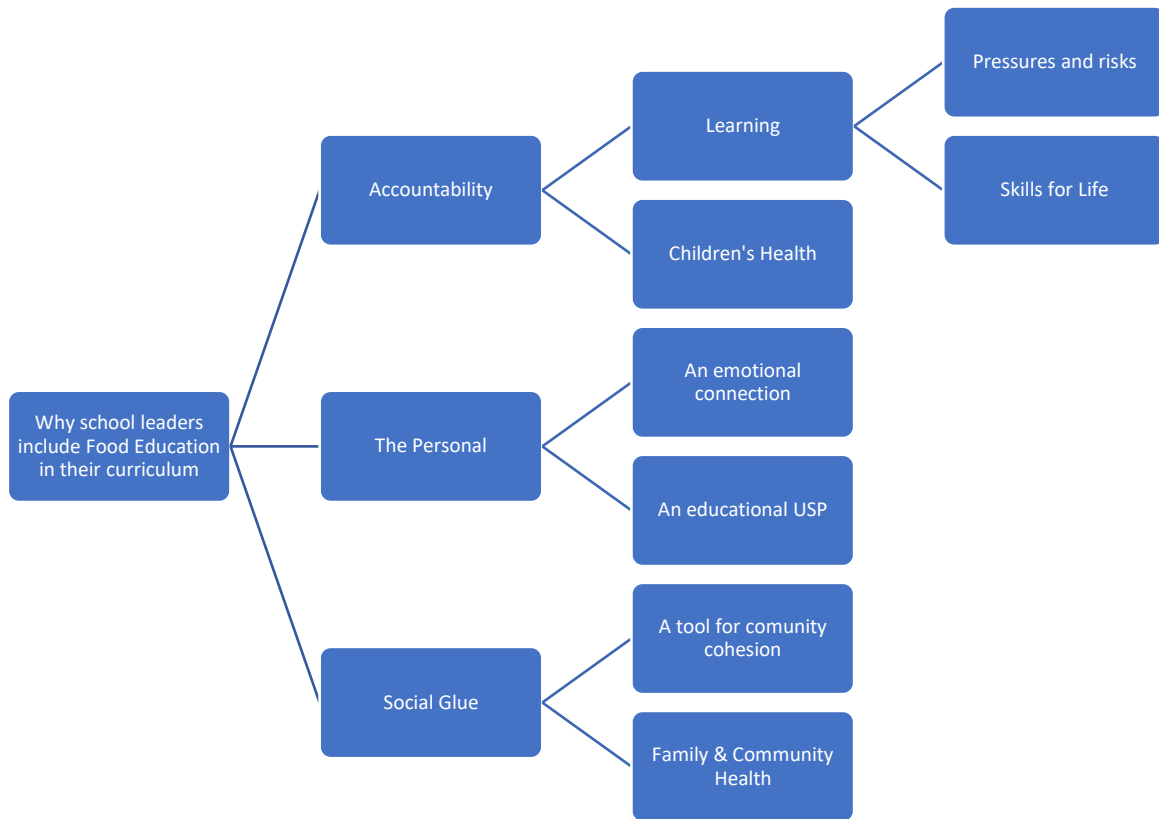 Why school leaders
include Food Education
in their curriculum
Accountability
Learning
Pressures and risks
Skills for Life
Children's Health
The Personal
An emotional
connection
An educational USP
Social Glue
A tool for comunity
cohesion
Family & Community
Health